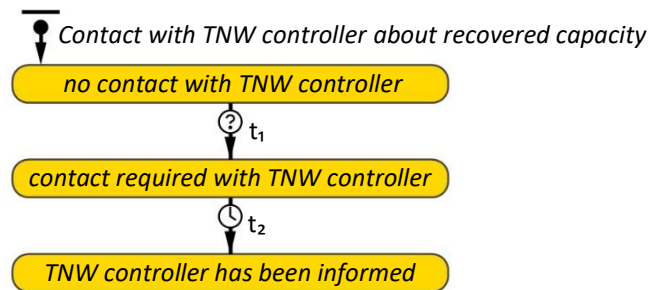 Contact with TNW controller about recovered capacity
no contact with TNW controller
? t₁
contact required with TNW controller
t₂
TNW controller has been informed